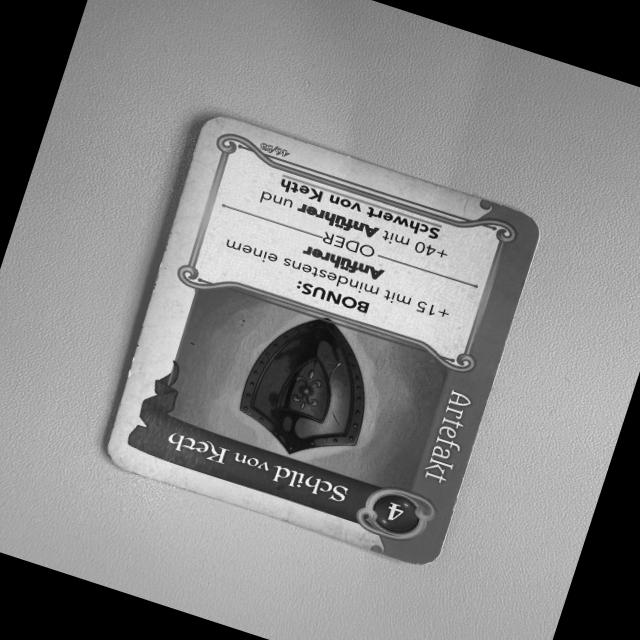 4
Schild von Keth
Artefakt
BONUS:
+15 mit mindestens einem
Anführer
ODER
+40 mit Anführer und
Schwert von Keth